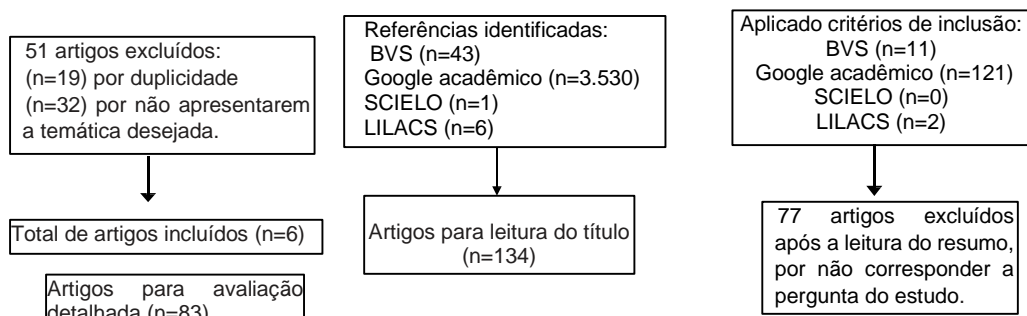 51 artigos excluídos:
(n=19) por duplicidade
(n=32) por não apresentarem
a temática desejada.
Total de artigos incluídos (n=6)
Artigos para avaliação
detalhada (n=83)
Referências identificadas:
BVS (n=43)
Google acadêmico (n=3.530)
SCIELO (n=1)
LILACS (n=6)
Artigos para leitura do título
(n=134)
Aplicado critérios de inclusão:
BVS (n=11)
Google acadêmico (n=121)
SCIELO (n=0)
LILACS (n=2)
77 artigos excluídos
após a leitura do resumo,
por não corresponder a
pergunta do estudo.